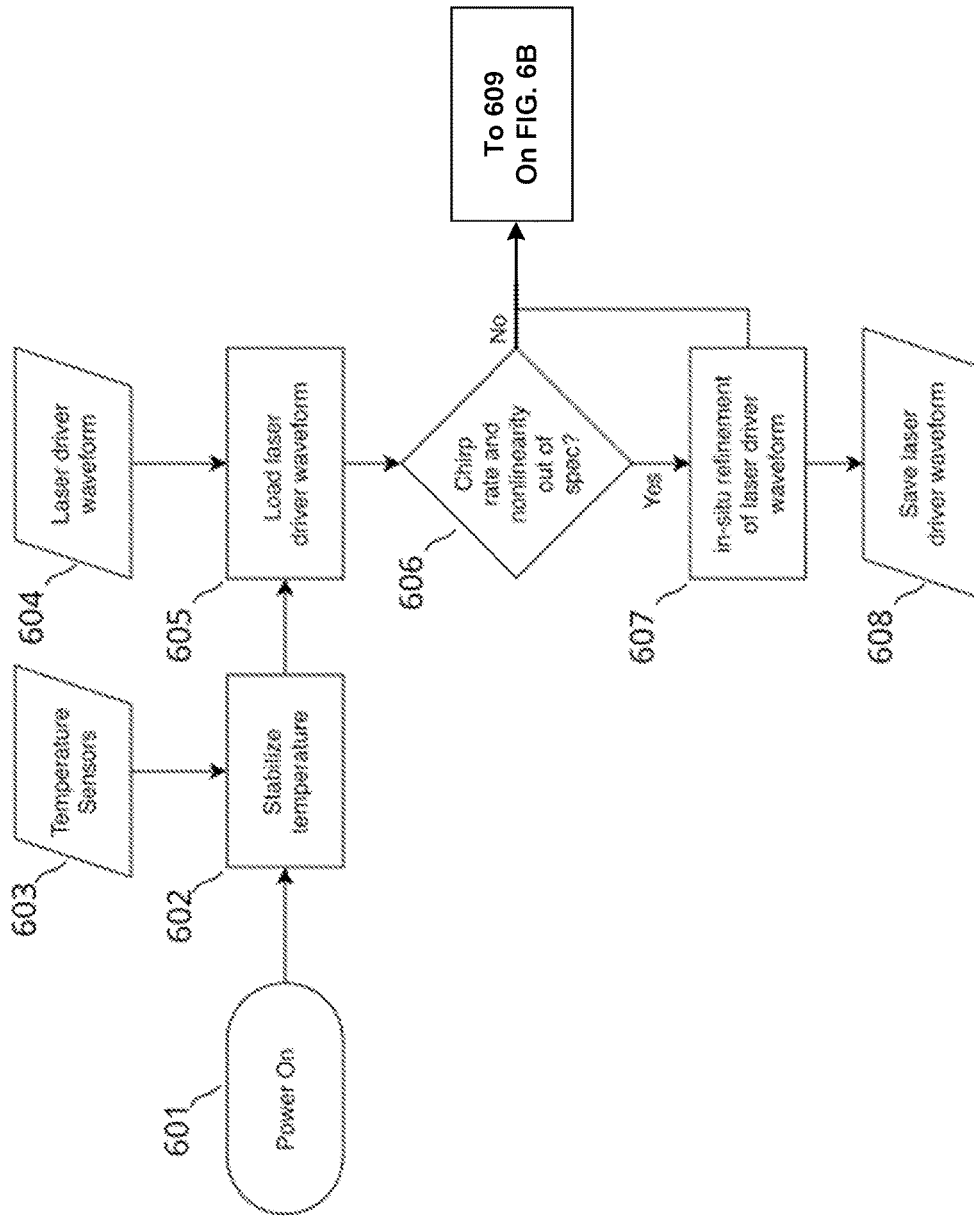 601
Power On
603
Temperature
Sensors
602
Stabilize
temperature
604
Laser driver
waveform
605
Load laser
driver waveform
606
Chirp
rate and
nonlinearity
out of
spec?
No
To 609
On FIG. 6B
Yes
607
in-situ refinement
of laser driver
waveform
608
Save laser
driver waveform